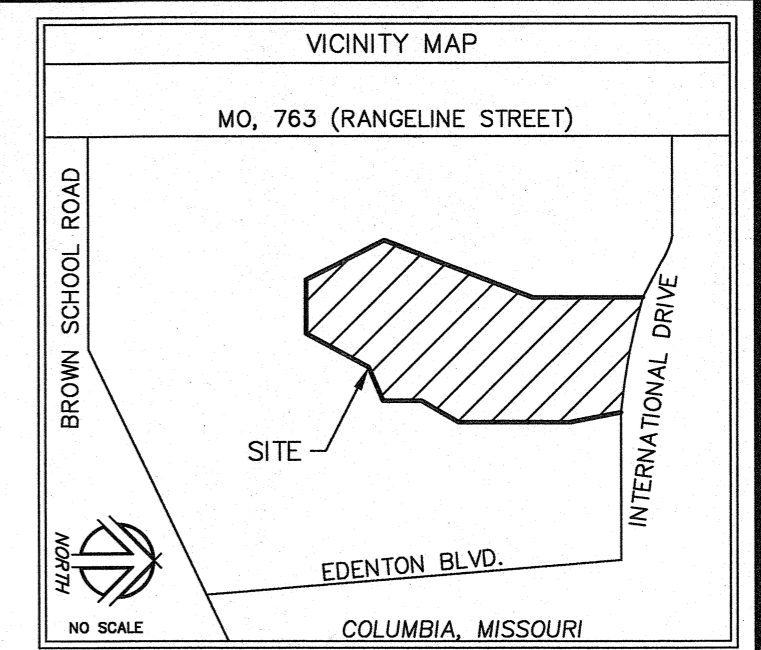 VICINITY MAP
MO, 763 (RANGELINE STREET)
BROWN SCHOOL ROAD
INTERNATIONAL DRIVE
SITE
EDENTON BLVD.
NORTH
NO SCALE
COLUMBIA, MISSOURI